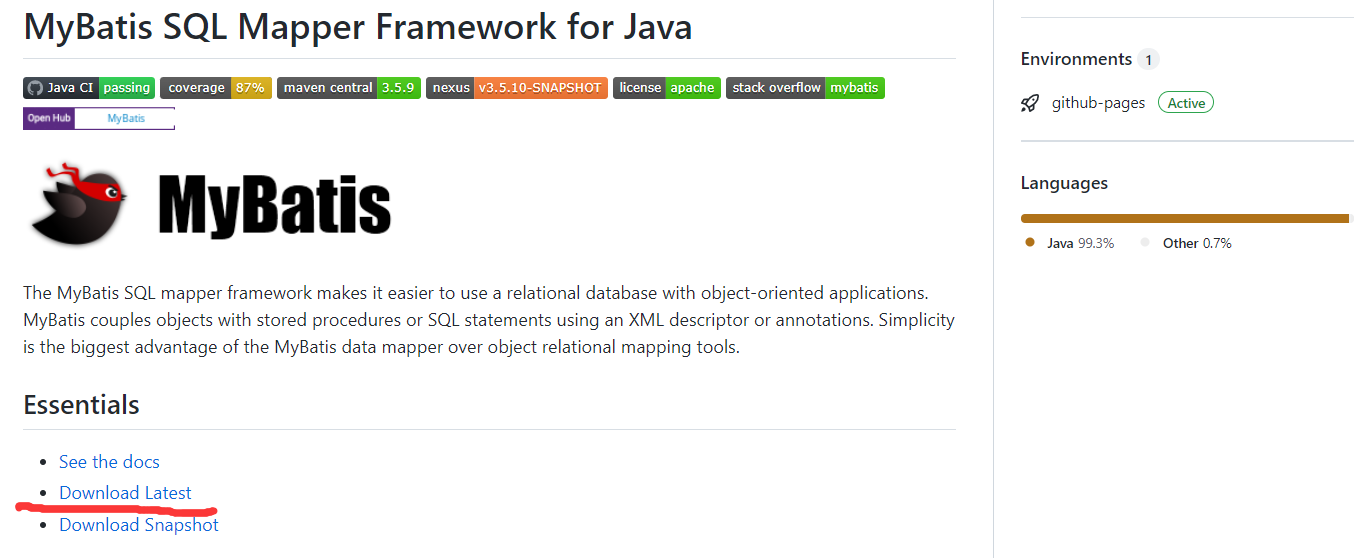 MyBatis SQL Mapper Framework for Java
Java CI passing coverage 87% maven central 3.5.9 nexus v3.5.10-SNAPSHOT license apache stack overflow mybatis
Open Hub MyBatis
MyBatis
The MyBatis SQL mapper framework makes it easier to use a relational database with object-oriented applications.
MyBatis couples objects with stored procedures or SQL statements using an XML descriptor or annotations. Simplicity
is the biggest advantage of the MyBatis data mapper over object relational mapping tools.
Essentials
See the docs
Download Latest
Download Snapshot
Environments 1
github-pages Active
Languages
Java 99.3% Other 0.7%